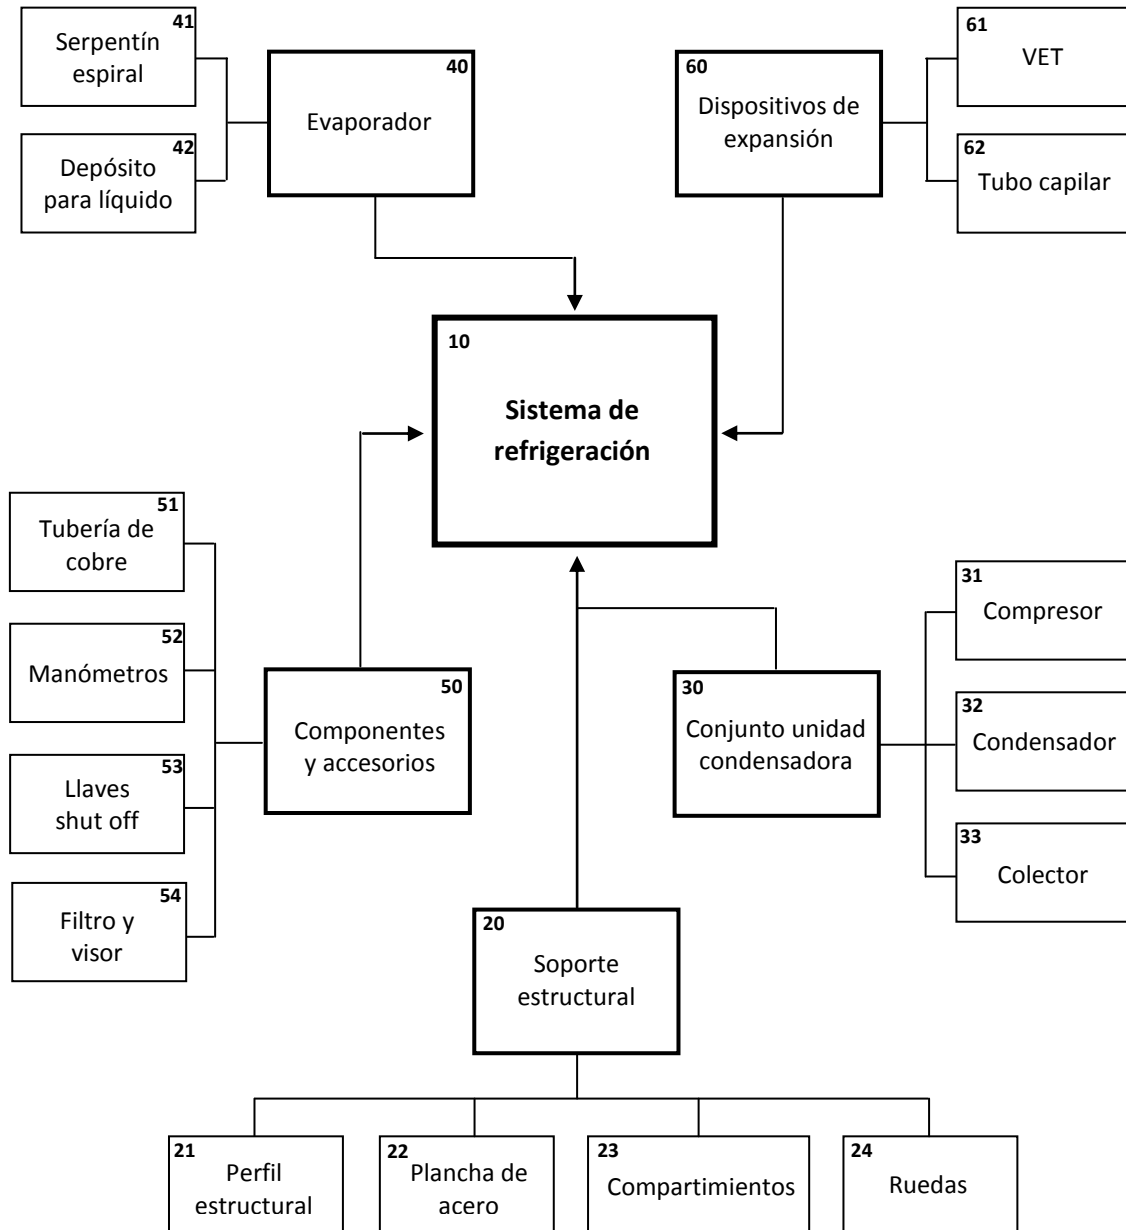 41
Serpentín
espiral
42
Depósito
para líquido
40
Evaporador
60
Dispositivos de
expansión
61
VET
62
Tubo capilar
10
Sistema de
refrigeración
51
Tubería de
cobre
52
Manómetros
53
Llaves
shut off
54
Filtro y
visor
50
Componentes
y accesorios
30
Conjunto unidad
condensadora
31
Compresor
32
Condensador
33
Colector
20
Soporte
estructural
21
Perfil
estructural
22
Plancha de
acero
23
Compartimientos
24
Ruedas